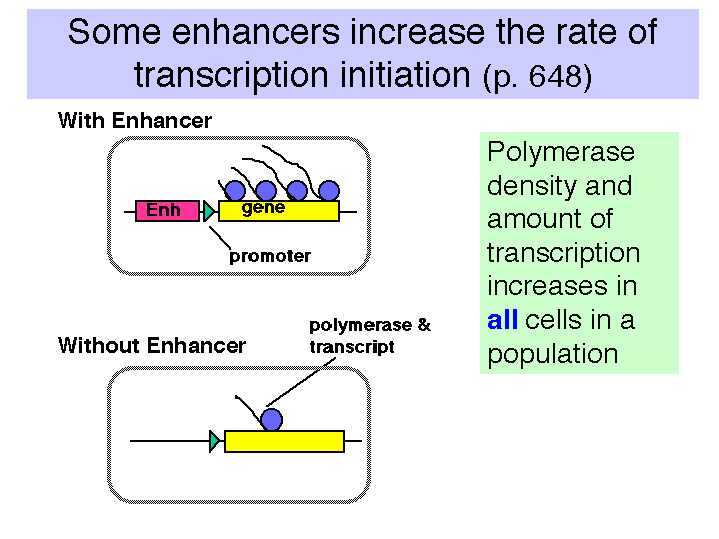 Some enhancers increase the rate of
transcription initiation (p. 648)
With Enhancer
Enh
gene
promoter
Polymerase
density and
amount of
transcription
increases in
all cells in a
population
Without Enhancer
polymerase &
transcript